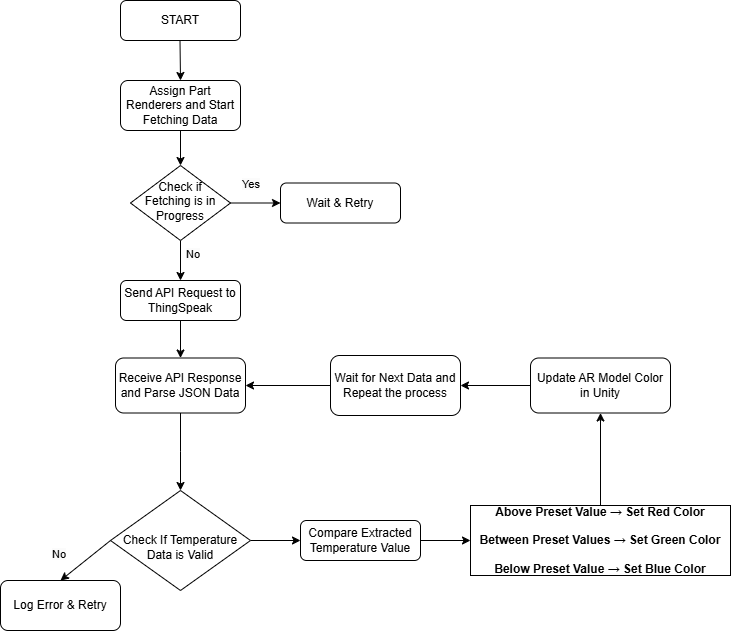 START
Assign Part
Renderers and Start
Fetching Data
Check if
Fetching is in
Progress
Yes
Wait & Retry
No
Send API Request to
ThingSpeak
Receive API Response
and Parse JSON Data
Wait for Next Data and
Repeat the process
Update AR Model Color
in Unity
Check If Temperature
Data is Valid
No
Log Error & Retry
Compare Extracted
Temperature Value
Above Preset Value → Set Red Color
Between Preset Values → Set Green Color
Below Preset Value → Set Blue Color